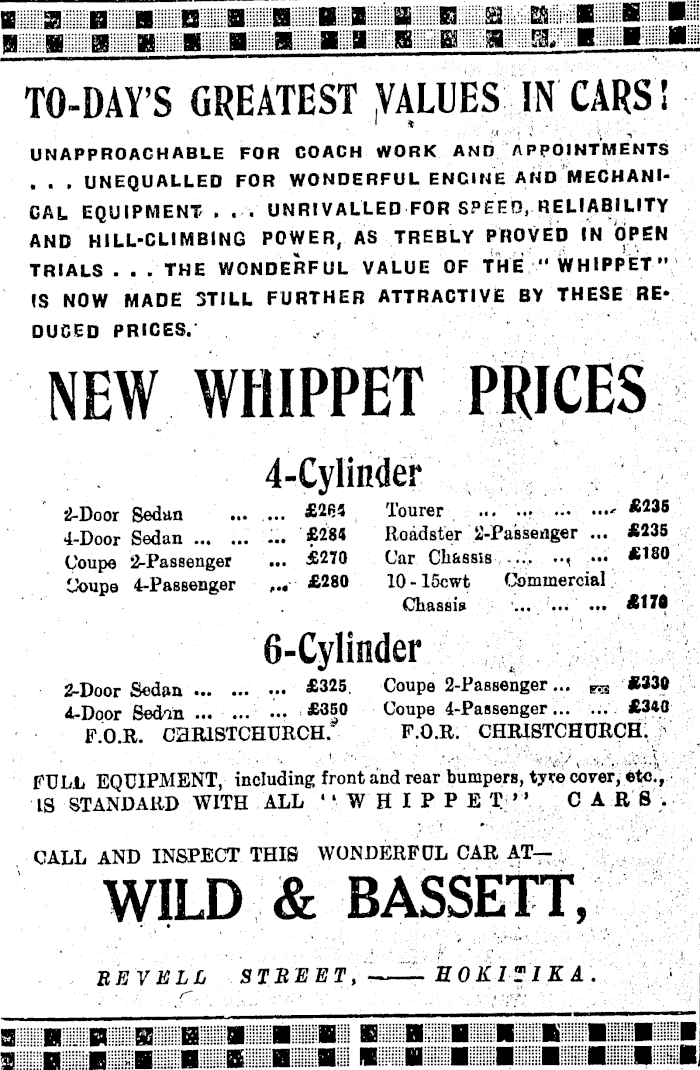 TO-DAY'S GREATEST VALUES IN CARS!
UNAPPROACHABLE FOR COACH WORK AND APPOINTMENTS
... UNEQUALLED FOR WONDERFUL ENGINE AND MECHANI-
CAL EQUIPMENT ... UNRIVALLED FOR SPEED, RELIABILITY
AND HILL-CLIMBING POWER, AS TREBLY PROVED IN OPEN
TRIALS ... THE WONDERFUL VALUE OF THE "WHIPPET"
IS NOW MADE STILL FURTHER ATTRACTIVE BY THESE RE-
DUCED PRICES.
NEW WHIPPET PRICES
4-Cylinder
2-Door Sedan ... ... £264
4-Door Sedan ... ... ... £284
Coupe 2-Passenger ... £270
Coupe 4-Passenger ... £280
Tourer ... ... ... ... £235
Roadster 2-Passenger ... £235
Car Chassis ... ... ... £180
10-15cwt Commercial
Chassis ... ... ... £170
6-Cylinder
2-Door Sedan ... ... ... £325
4-Door Sedan ... ... ... £350
F.O.R. CHRISTCHURCH.
Coupe 2-Passenger ... £330
Coupe 4-Passenger ... ... £340
F.O.R. CHRISTCHURCH.
FULL EQUIPMENT, including front and rear bumpers, tyre cover, etc.,
IS STANDARD WITH ALL "WHIPPET" CARS.
CALL AND INSPECT THIS WONDERFUL CAR AT—
WILD & BASSETT,
REVELL STREET, —— HOKITIKA.